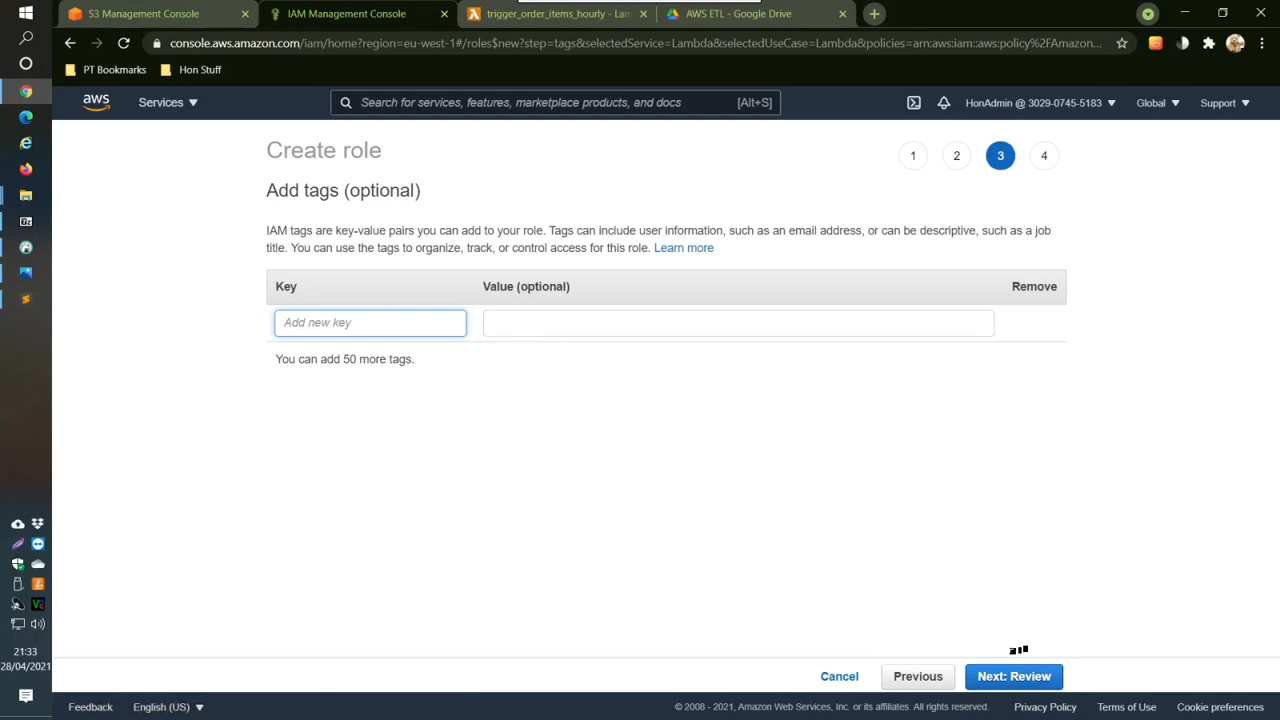 S3 Management Console
IAM Management Console
trigger_order_items_hourly - Lam
AWS ETL - Google Drive
console.aws.amazon.com/iam/home?region=eu-west-1#/roles$new?step=tags&selectedService=Lambda&selectedUseCase=Lambda&policies=arn:aws:iam::aws:policy%2FAmazon...
PT Bookmarks
Hon Stuff
aws
Services
Search for services, features, marketplace products, and docs
[Alt+S]
HonAdmin @ 3029-0745-5183
Global
Support
Create role
1
2
3
4
Add tags (optional)
IAM tags are key-value pairs you can add to your role. Tags can include user information, such as an email address, or can be descriptive, such as a job
title. You can use the tags to organize, track, or control access for this role. Learn more
Key
Value (optional)
Remove
Add new key
You can add 50 more tags.
21:33
28/04/2021
Cancel
Previous
Next: Review
Feedback
English (US)
© 2008 - 2021, Amazon Web Services, Inc. or its affiliates. All rights reserved.
Privacy Policy
Terms of Use
Cookie preferences